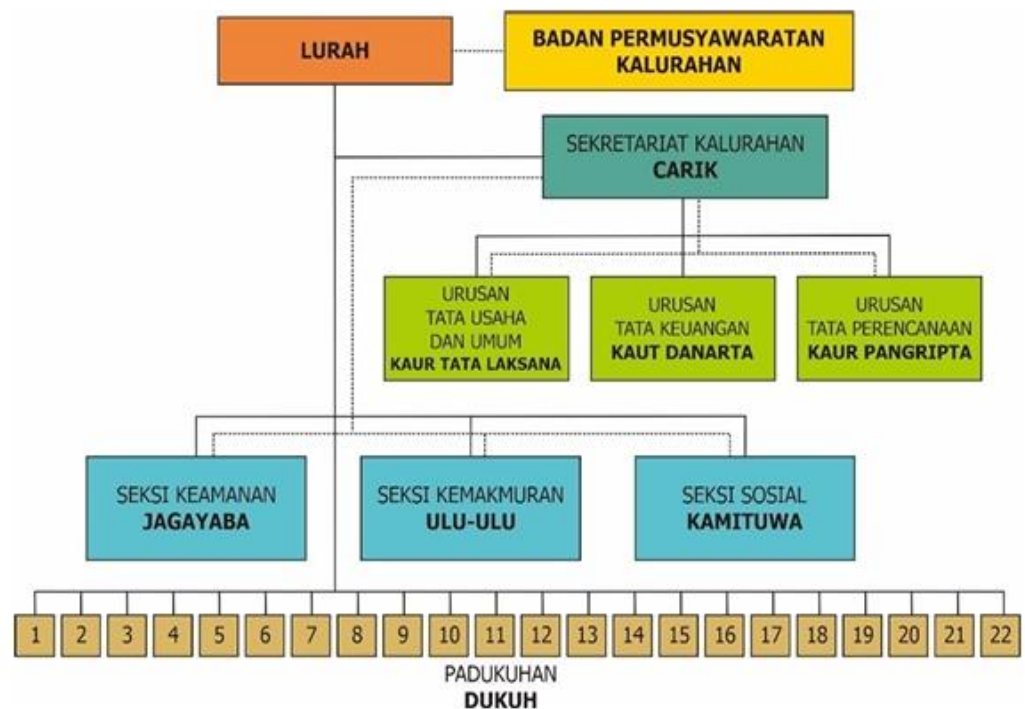 LURAH
BADAN PERMUSYAWARATAN
KALURAHAN
SEKRETARIAT KALURAHAN
CARIK
URUSAN
TATA USAHA
DAN UMUM
KAUR TATA LAKSANA
URUSAN
TATA KEUANGAN
KAUT DANARTA
URUSAN
TATA PERENCANAAN
KAUR PANGRIPTA
SEKSI KEAMANAN
JAGAYABA
SEKSI KEMAKMURAN
ULU-ULU
SEKSI SOSIAL
KAMITUWA
1 2 3 4 5 6 7 8 9 10 11 12 13 14 15 16 17 18 19 20 21 22
PADUKUHAN
DUKUH